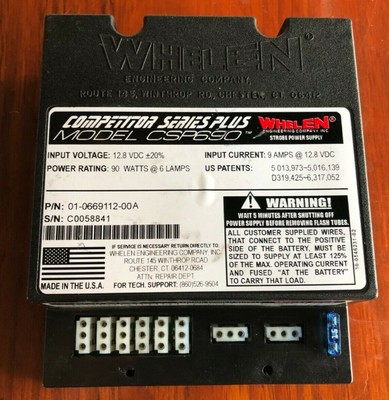 WHELEN
ENGINEERING COMPANY
ROUTE 145, WINTHROP RD., CHESTER, CT 06412
COMPETITOR SERIES PLUS
MODEL CSP690™
WHELEN®
ENGINEERING COMPANY INC
STROBE POWER SUPPLY
INPUT VOLTAGE: 12.8 VDC ±20%
INPUT CURRENT: 9 AMPS @ 12.8 VDC
POWER RATING: 90 WATTS @ 6 LAMPS
US PATENTS: 5 013,973–5,016,139
D319,425–6,317,052
P/N: 01-0669112-00A
S/N: C0058841
WARNING!
WAIT 5 MINUTES AFTER SHUTTING OFF
POWER SUPPLY BEFORE REMOVING FLASH TUBES.
ALL CUSTOMER SUPPLIED WIRES,
THAT CONNECT TO THE POSITIVE
SIDE OF THE BATTERY, MUST BE
SIZED TO SUPPLY AT LEAST 125%
OF THE MAX. OPERATING CURRENT
AND FUSED "AT THE BATTERY"
TO CARRY THAT LOAD.
IF SERVICE IS NECESSARY RETURN DIRECTLY TO:
WHELEN ENGINEERING COMPANY INC
ROUTE 145 WINTHROP ROAD
CHESTER, CT. 06412-0684
ATTN: REPAIR DEPT
FOR TECH. SUPPORT: (860)526-9504
MADE IN THE U.S.A.
15